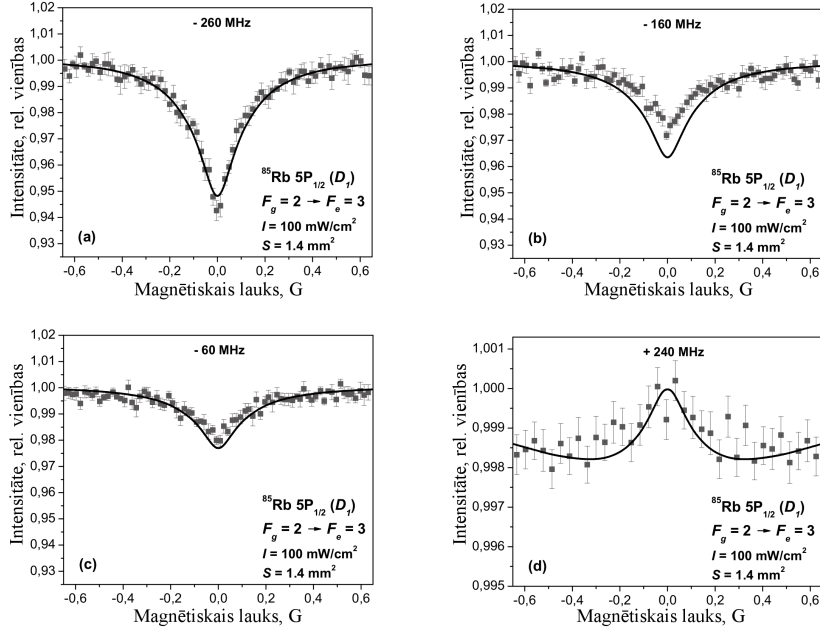 - 260 MHz
1,02
1,01
1,00
0,99
0,98
0,97
0,96
0,95
0,94
0,93
Intensitāte, rel. vienības
⁸⁵Rb 5P₁/₂ (D₁)
F_g = 2 → F_e = 3
I = 100 mW/cm²
S = 1.4 mm²
(a)
-0,6 -0,4 -0,2 0,0 0,2 0,4 0,6
Magnētiskais lauks, G
- 160 MHz
1,02
1,01
1,00
0,99
0,98
0,97
0,96
0,95
0,94
0,93
Intensitāte, rel. vienības
⁸⁵Rb 5P₁/₂ (D₁)
F_g = 2 → F_e = 3
I = 100 mW/cm²
S = 1.4 mm²
(b)
-0,6 -0,4 -0,2 0,0 0,2 0,4 0,6
Magnētiskais lauks, G
- 60 MHz
1,02
1,01
1,00
0,99
0,98
0,97
0,96
0,95
0,94
0,93
Intensitāte, rel. vienības
⁸⁵Rb 5P₁/₂ (D₁)
F_g = 2 → F_e = 3
I = 100 mW/cm²
S = 1.4 mm²
(c)
-0,6 -0,4 -0,2 0,0 0,2 0,4 0,6
Magnētiskais lauks, G
+ 240 MHz
1,001
1,000
0,999
0,998
0,997
0,996
0,995
Intensitāte, rel. vienības
⁸⁵Rb 5P₁/₂ (D₁)
F_g = 2 → F_e = 3
I = 100 mW/cm²
S = 1.4 mm²
(d)
-0,6 -0,4 -0,2 0,0 0,2 0,4 0,6
Magnētiskais lauks, G